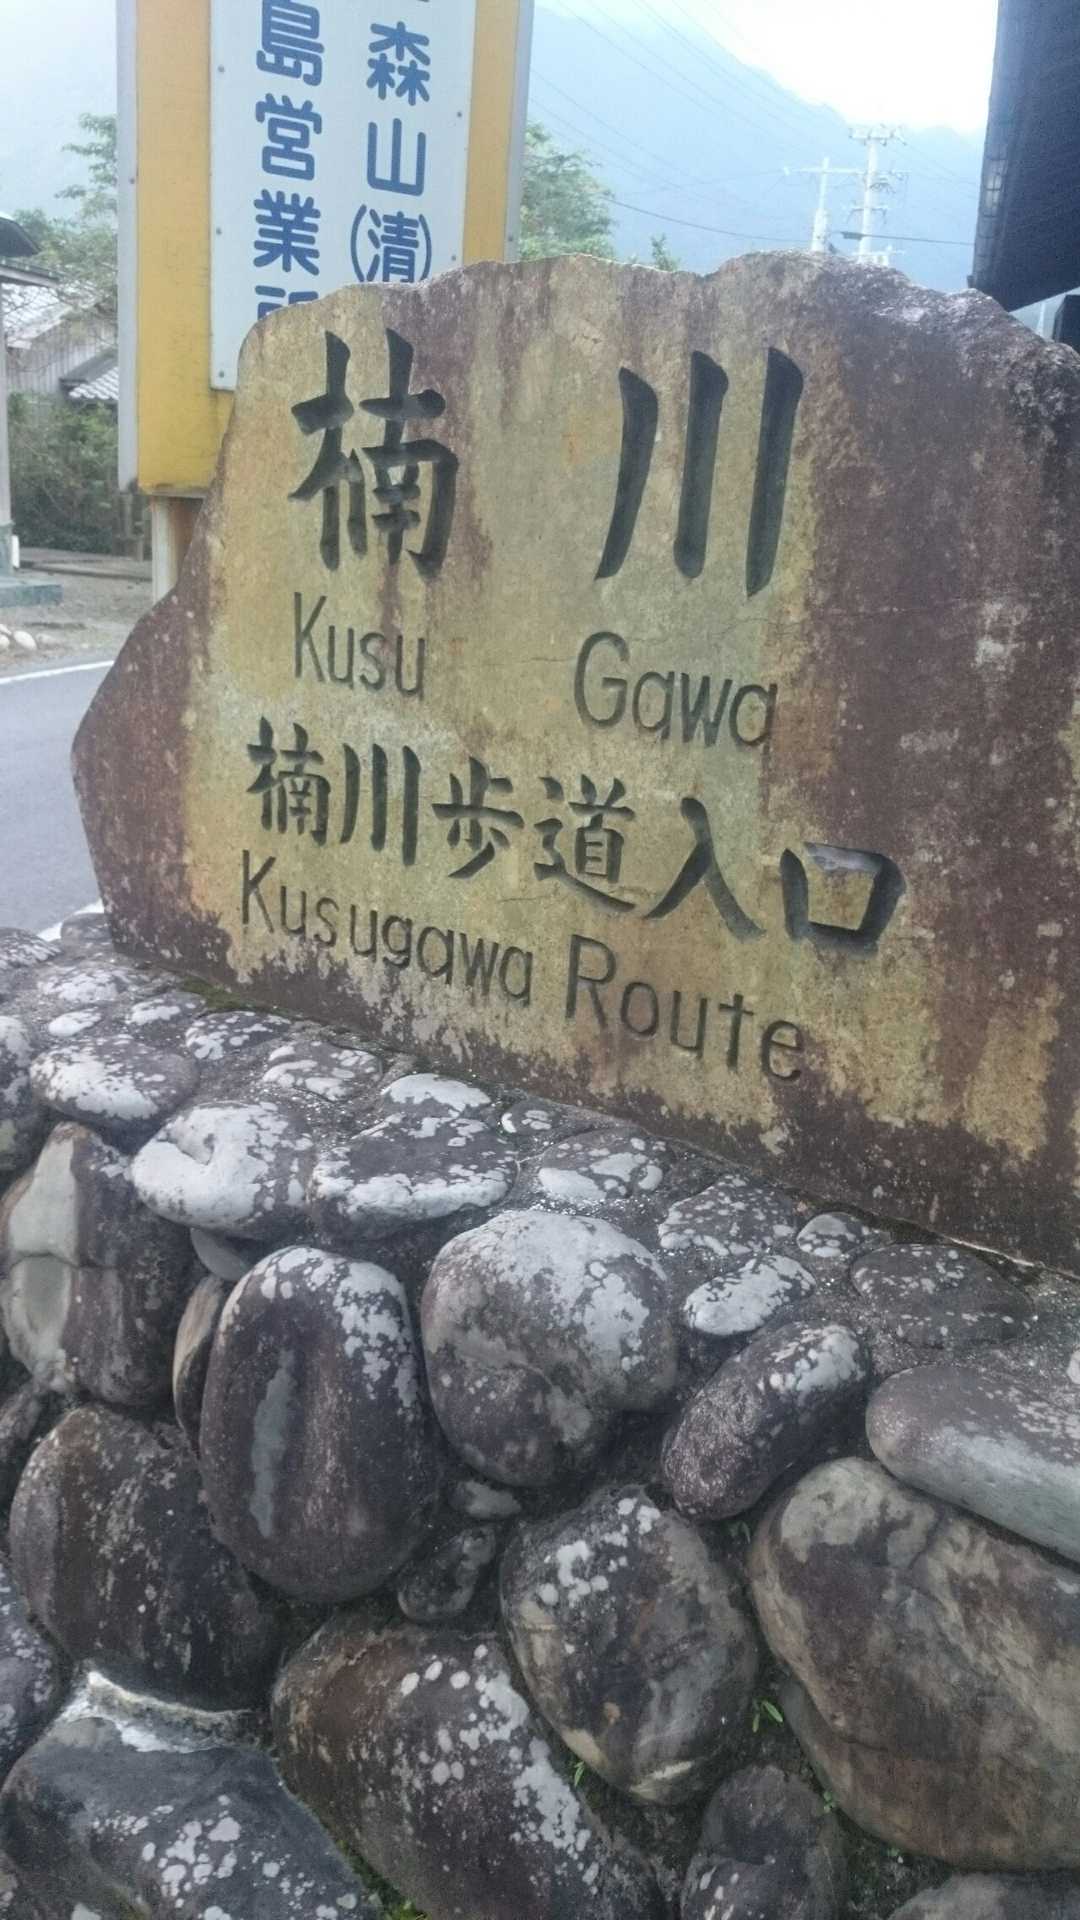 森山(清)
島営業
楠川
Kusu Gawa
楠川歩道入口
Kusugawa Route